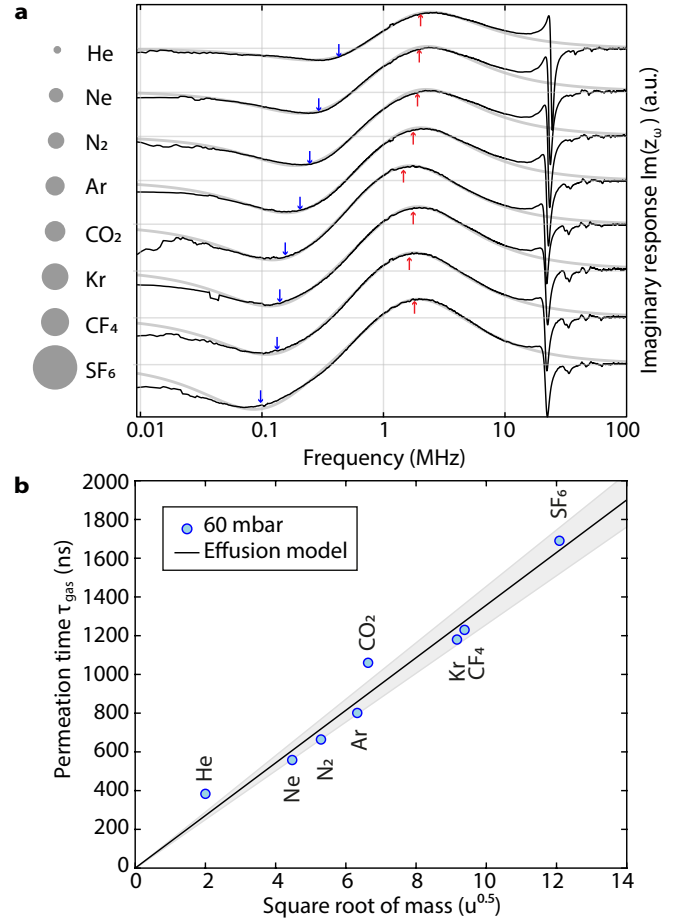 a
He
Ne
N₂
Ar
CO₂
Kr
CF₄
SF₆
Imaginary response Im(z_ω) (a.u.)
0.01 0.1 1 10 100
Frequency (MHz)
b
2000
1800
1600
1400
1200
1000
800
600
400
200
0
Permeation time τ_gas (ns)
60 mbar
Effusion model
He
Ne
N₂
Ar
CO₂
Kr
CF₄
SF₆
0 2 4 6 8 10 12 14
Square root of mass (u^0.5)